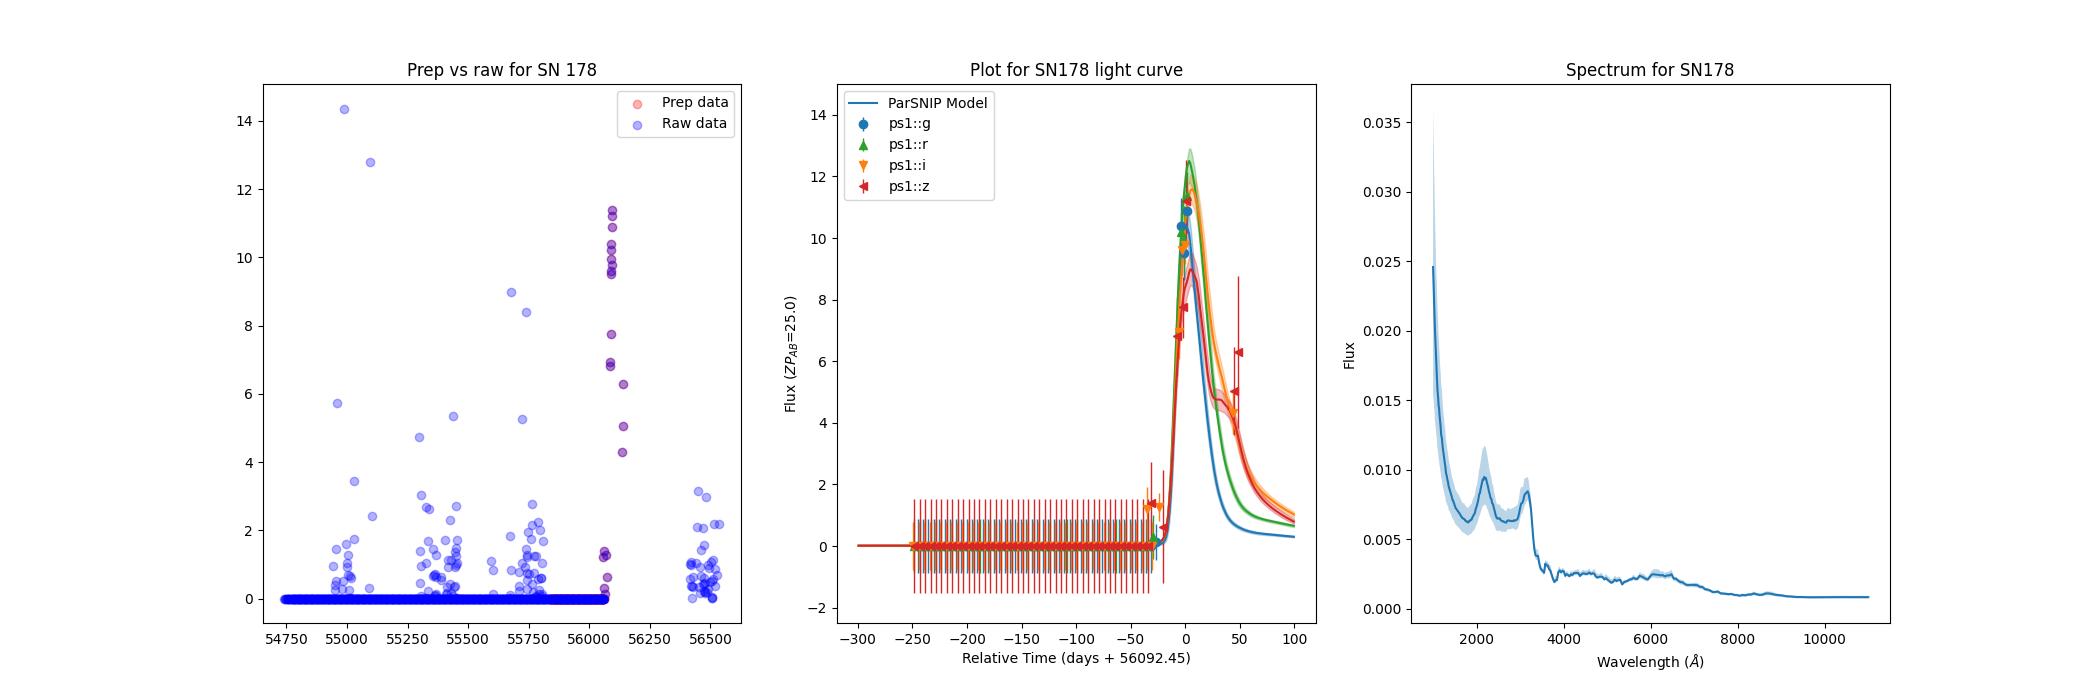 Prep vs raw for SN 178
Prep data
Raw data
14
12
10
8
6
4
2
0
54750 55000 55250 55500 55750 56000 56250 56500
Plot for SN178 light curve
ParSNIP Model
ps1::g
ps1::r
ps1::i
ps1::z
Flux (ZP_AB=25.0)
14
12
10
8
6
4
2
0
−2
−300 −250 −200 −150 −100 −50 0 50 100
Relative Time (days + 56092.45)
Spectrum for SN178
Flux
0.035
0.030
0.025
0.020
0.015
0.010
0.005
0.000
2000 4000 6000 8000 10000
Wavelength (Å)